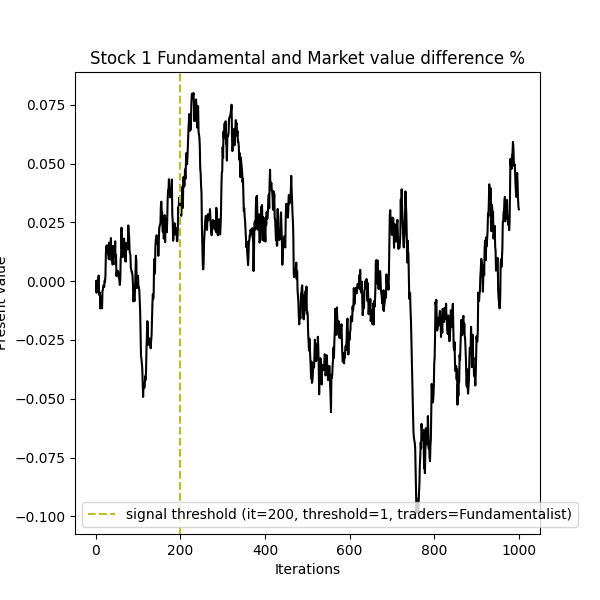 Stock 1 Fundamental and Market value difference %
0.075
0.050
0.025
0.000
−0.025
−0.050
−0.075
−0.100
Present value
signal threshold (it=200, threshold=1, traders=Fundamentalist)
0 200 400 600 800 1000
Iterations